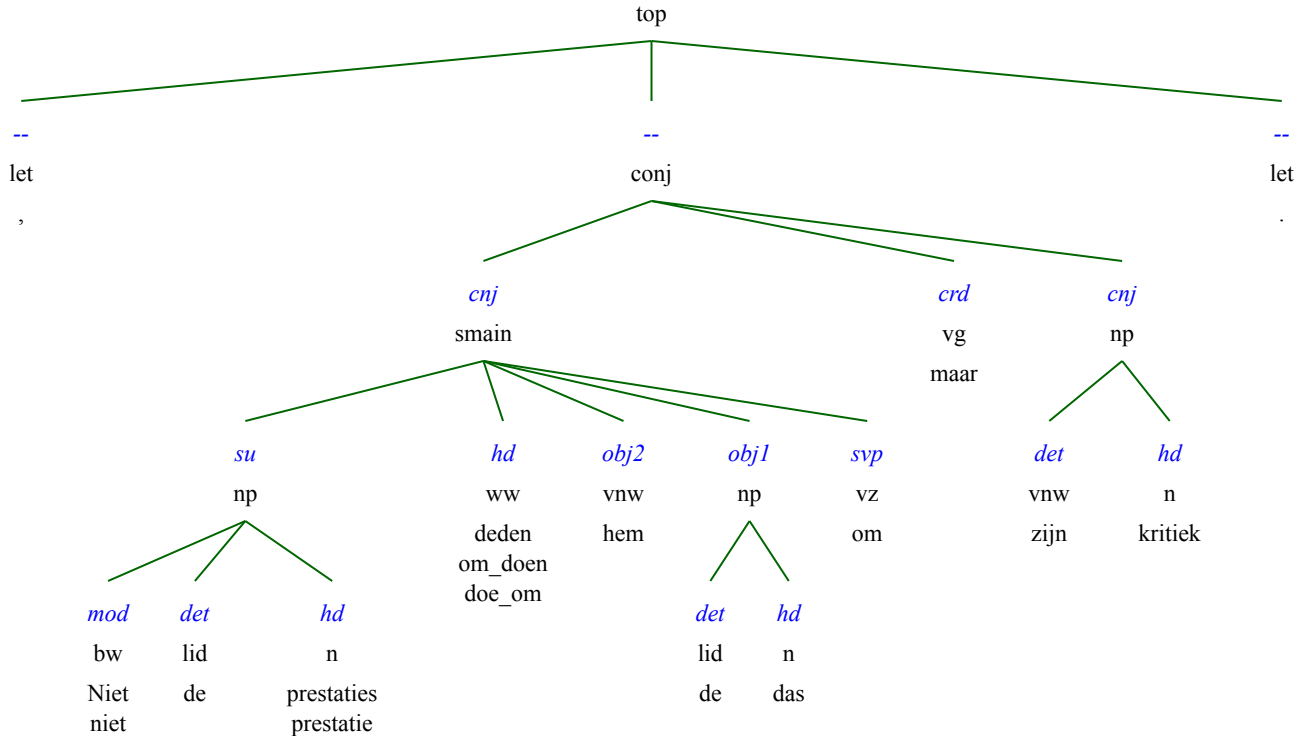 top
-- -- --
let conj let
, .
cnj crd cnj
smain vg np
maar
su hd obj2 obj1 svp det hd
np ww vnw np vz vnw n
deden hem om zijn kritiek
om_doen
doe_om
mod det hd det hd
bw lid n lid n
Niet de prestaties de das
niet prestatie